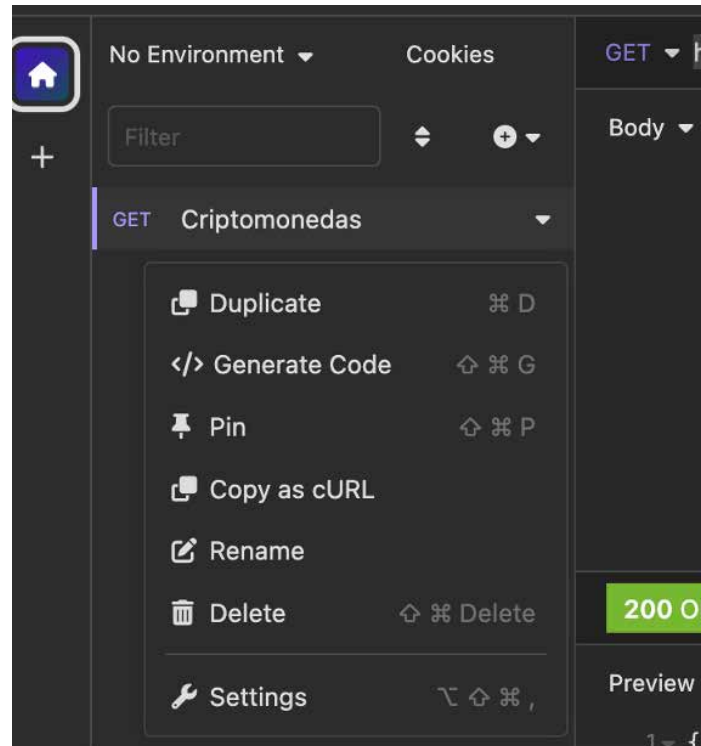 No Environment Cookies GET
Filter
Body
GET Criptomonedas
Duplicate ⌘ D
</> Generate Code ⇧ ⌘ G
Pin ⇧ ⌘ P
Copy as cURL
Rename
Delete ⇧ ⌘ Delete
200 O
Settings ⌥ ⇧ ⌘ ,
Preview
1 {